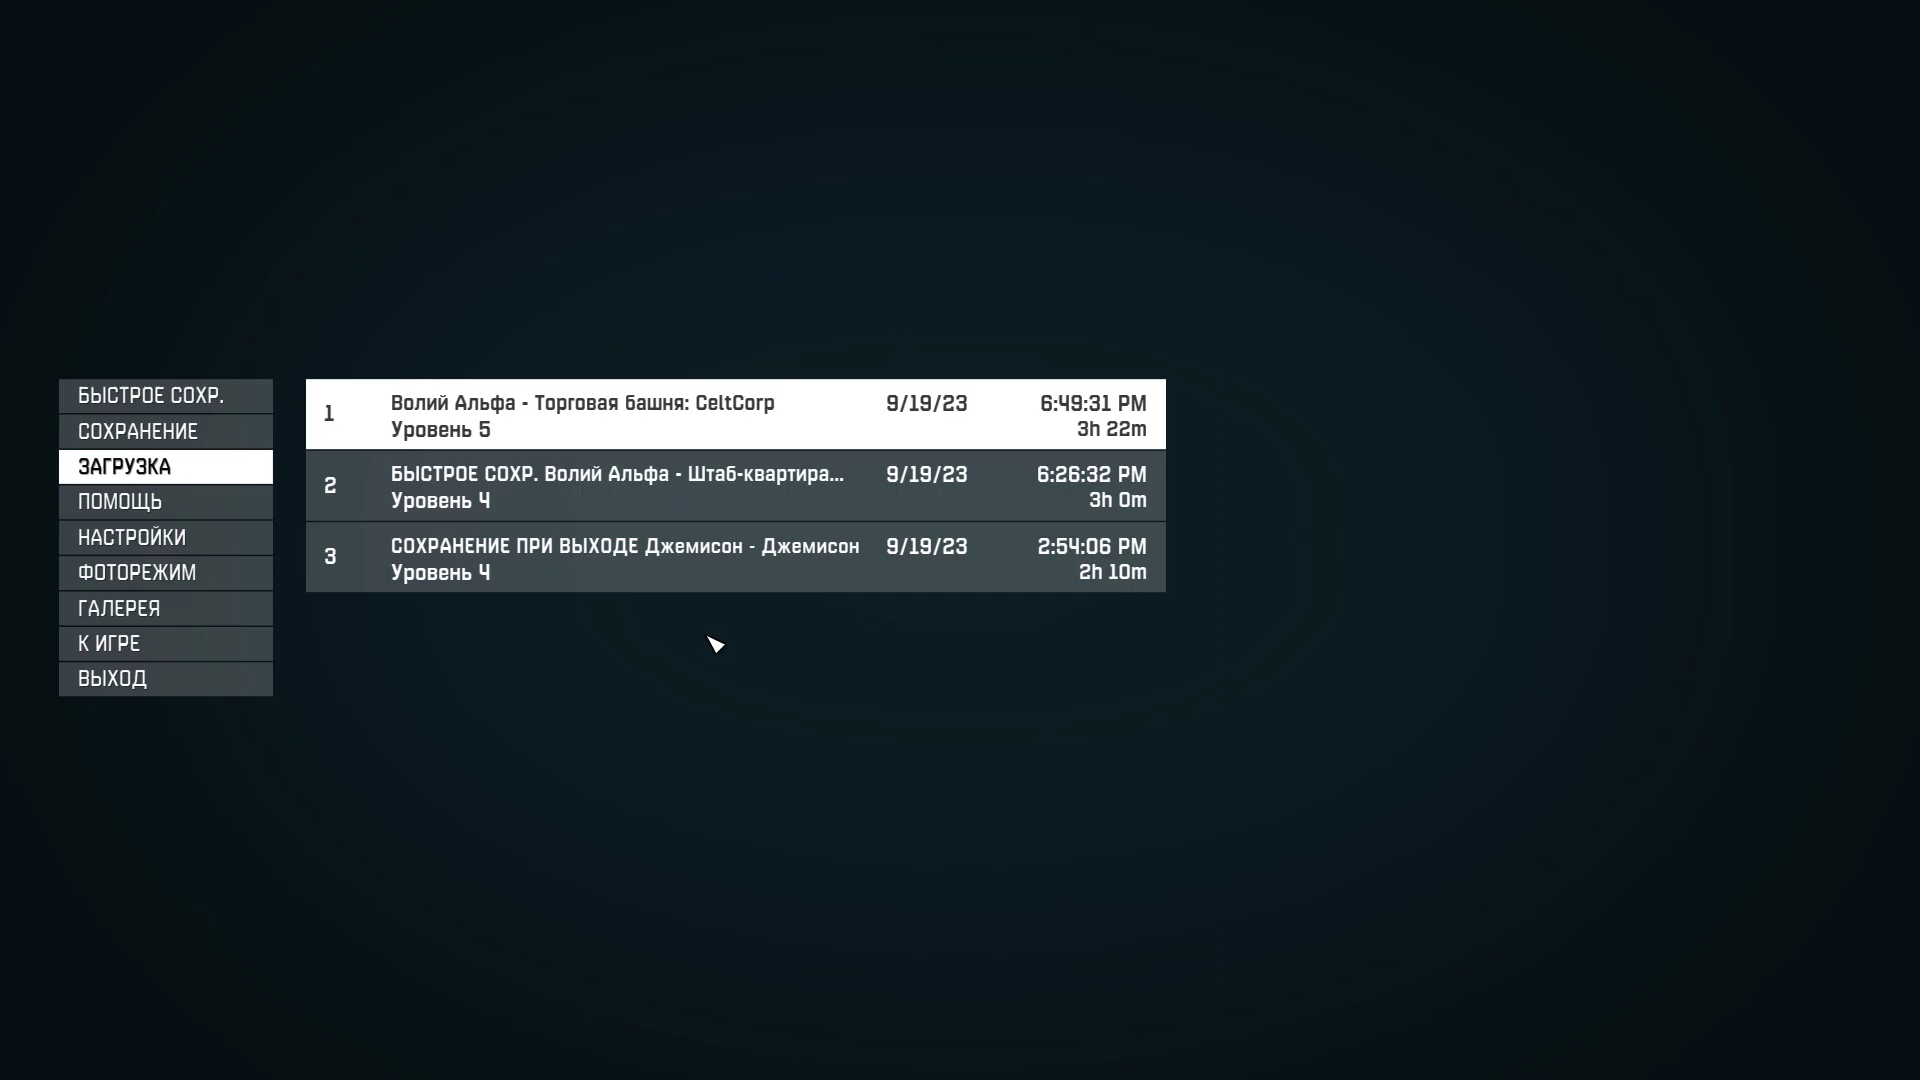 БЫСТРОЕ СОХР.
СОХРАНЕНИЕ
ЗАГРУЗКА
ПОМОЩЬ
НАСТРОЙКИ
ФОТОРЕЖИМ
ГАЛЕРЕЯ
К ИГРЕ
ВЫХОД
1 Волий Альфа - Торговая башня: CeltCorp 9/19/23 6:49:31 PM
Уровень 5 3h 22m
2 БЫСТРОЕ СОХР. Волий Альфа - Штаб-квартира... 9/19/23 6:26:32 PM
Уровень 4 3h 0m
3 СОХРАНЕНИЕ ПРИ ВЫХОДЕ Джемисон - Джемисон 9/19/23 2:54:06 PM
Уровень 4 2h 10m